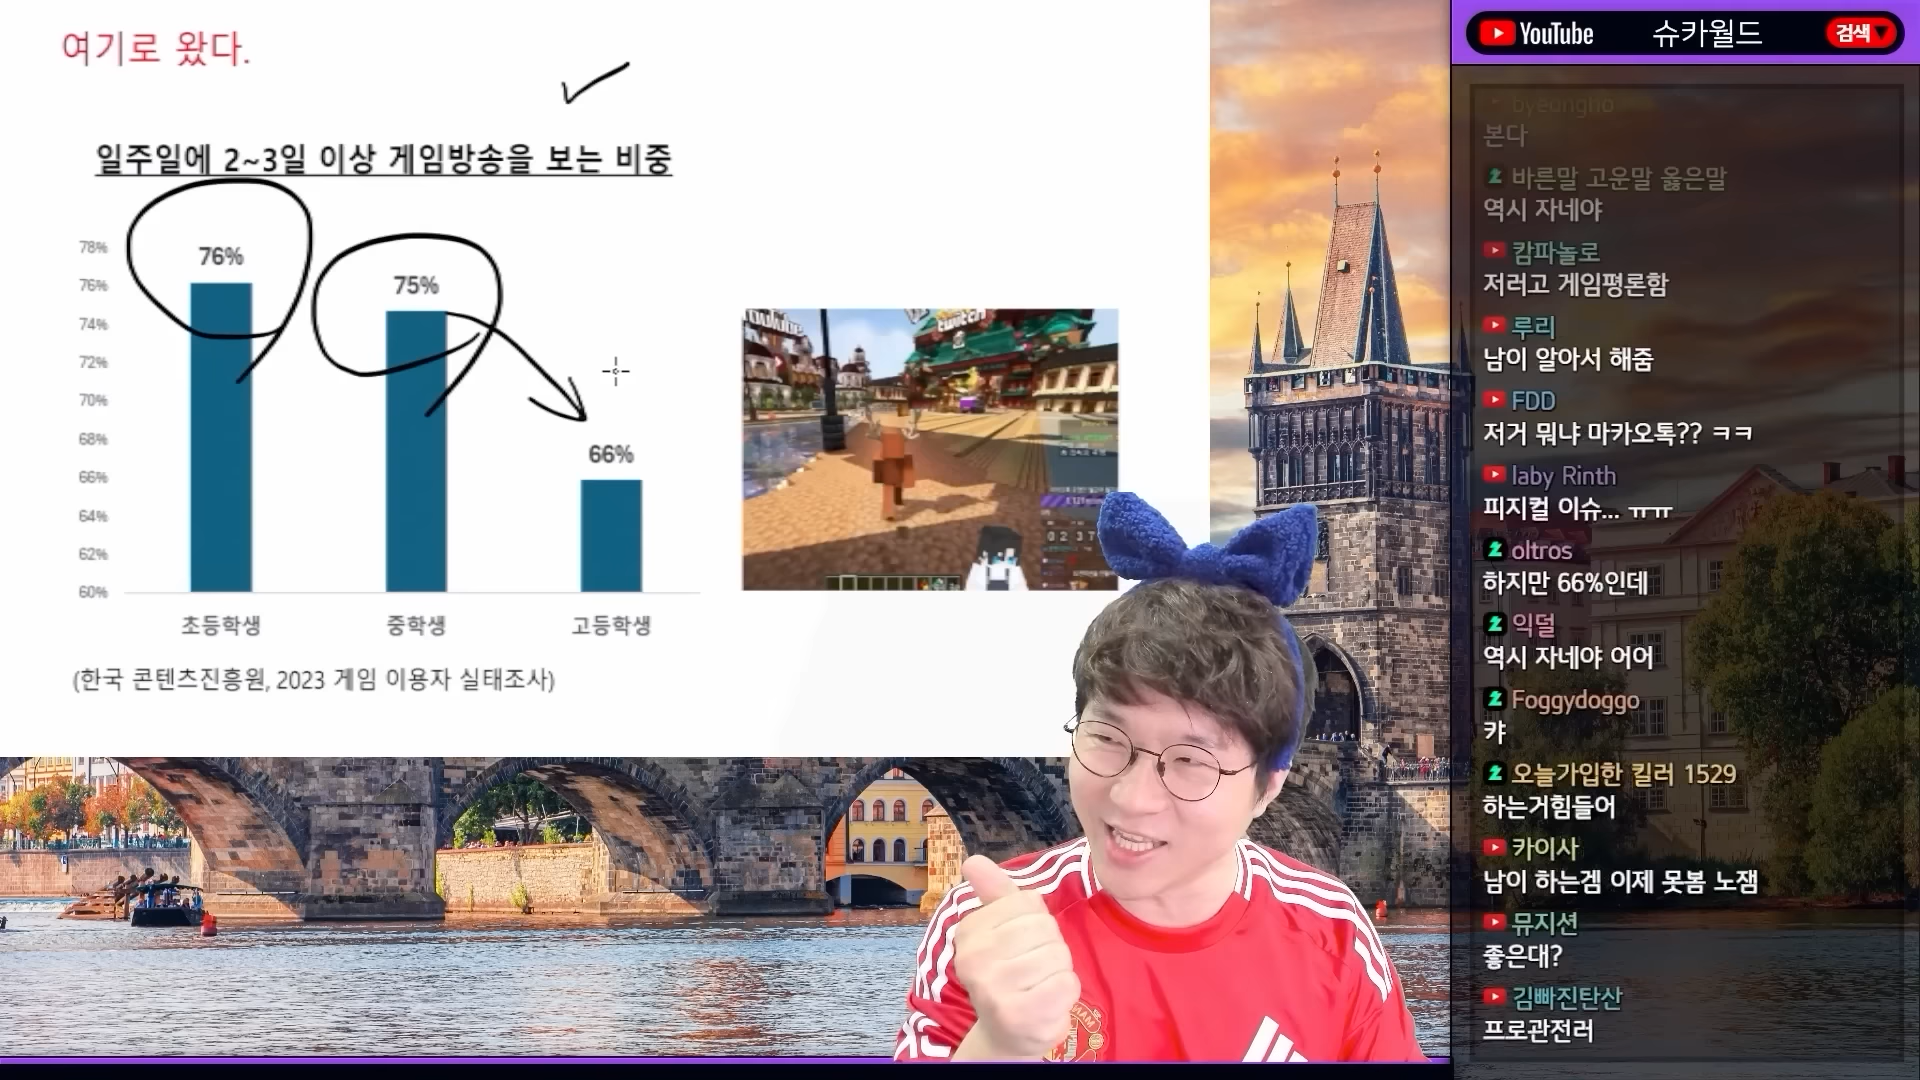 여기로 왔다.
일주일에 2~3일 이상 게임방송을 보는 비중
78%
76%
74%
72%
70%
68%
66%
64%
62%
60%
76%
75%
66%
초등학생
중학생
고등학생
(한국 콘텐츠진흥원, 2023 게임 이용자 실태조사)
YouTube
twitch
YouTube 슈카월드 검색
byeongho
본다
바른말 고운말 옳은말
역시 자네야
캄파놀로
저러고 게임평론함
루리
남이 알아서 해줌
FDD
저거 뭐냐 마카오톡?? ㅋㅋ
laby Rinth
피지컬 이슈... ㅠㅠ
oltros
하지만 66%인데
익덜
역시 자네야 어어
Foggydoggo
캬
오늘가입한 킬러 1529
하는거힘들어
카이사
남이 하는겜 이제 못봄 노잼
뮤지션
좋은대?
김빠진탄산
프로관전러